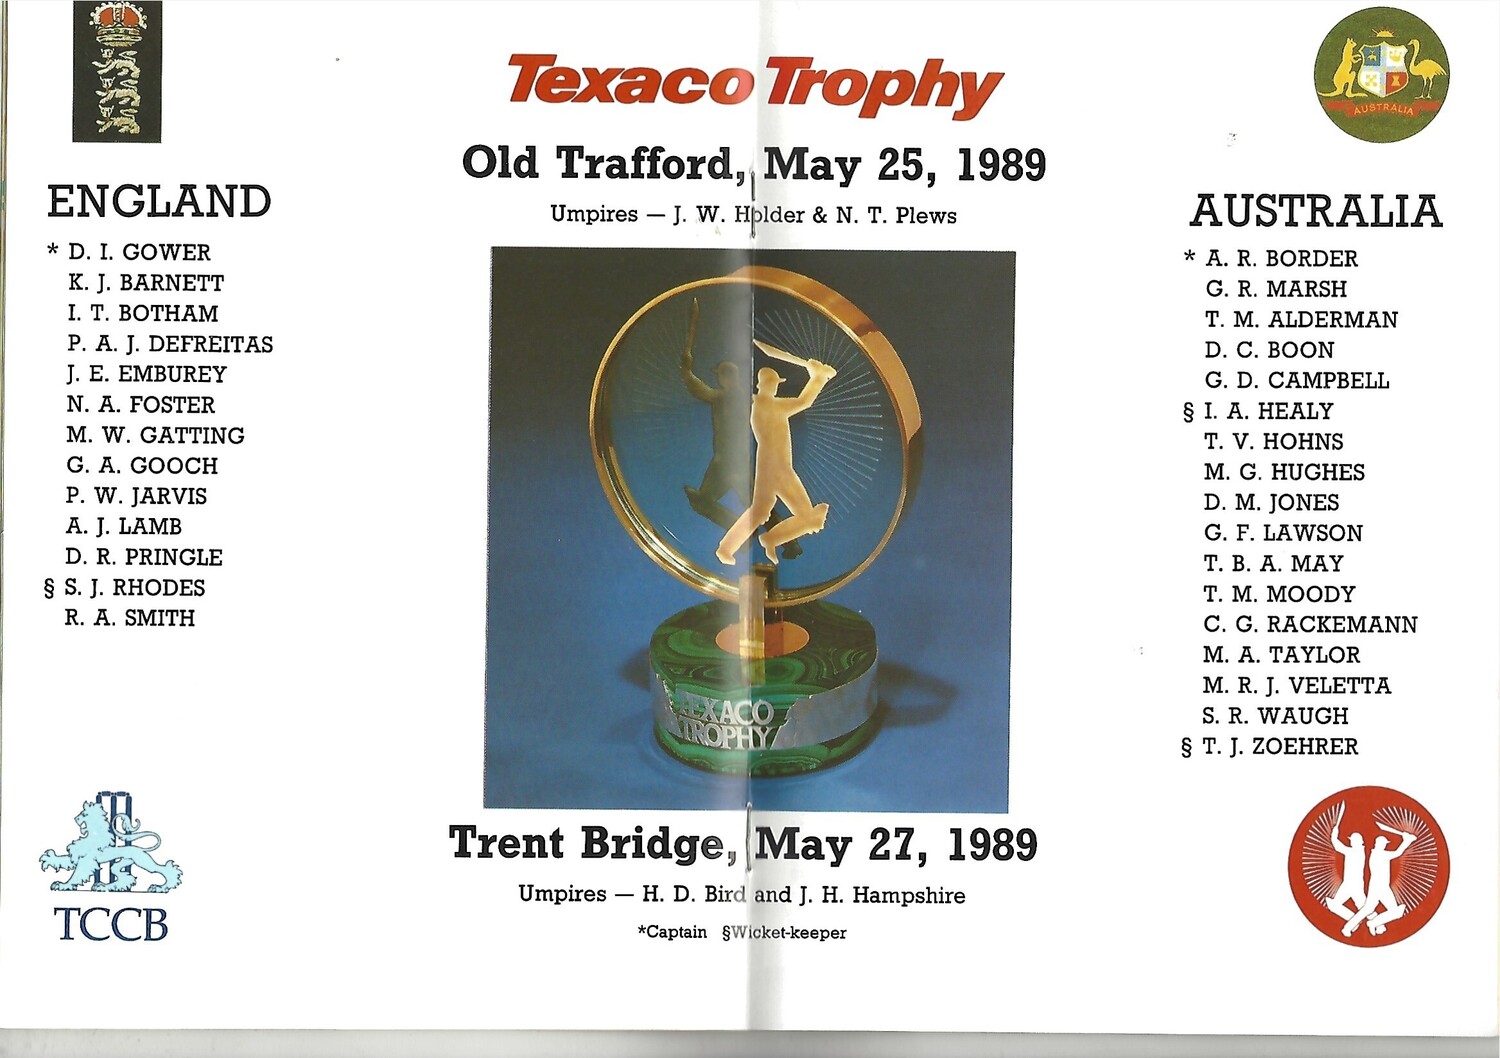 Texaco Trophy
Old Trafford, May 25, 1989
Umpires — J. W. Holder & N. T. Plews
ENGLAND
* D. I. GOWER
K. J. BARNETT
I. T. BOTHAM
P. A. J. DEFREITAS
J. E. EMBUREY
N. A. FOSTER
M. W. GATTING
G. A. GOOCH
P. W. JARVIS
A. J. LAMB
D. R. PRINGLE
§ S. J. RHODES
R. A. SMITH
TCCB
TEXACO
TROPHY
AUSTRALIA
AUSTRALIA
* A. R. BORDER
G. R. MARSH
T. M. ALDERMAN
D. C. BOON
G. D. CAMPBELL
§ I. A. HEALY
T. V. HOHNS
M. G. HUGHES
D. M. JONES
G. F. LAWSON
T. B. A. MAY
T. M. MOODY
C. G. RACKEMANN
M. A. TAYLOR
M. R. J. VELETTA
S. R. WAUGH
§ T. J. ZOEHRER
Trent Bridge, May 27, 1989
Umpires — H. D. Bird and J. H. Hampshire
*Captain §Wicket-keeper